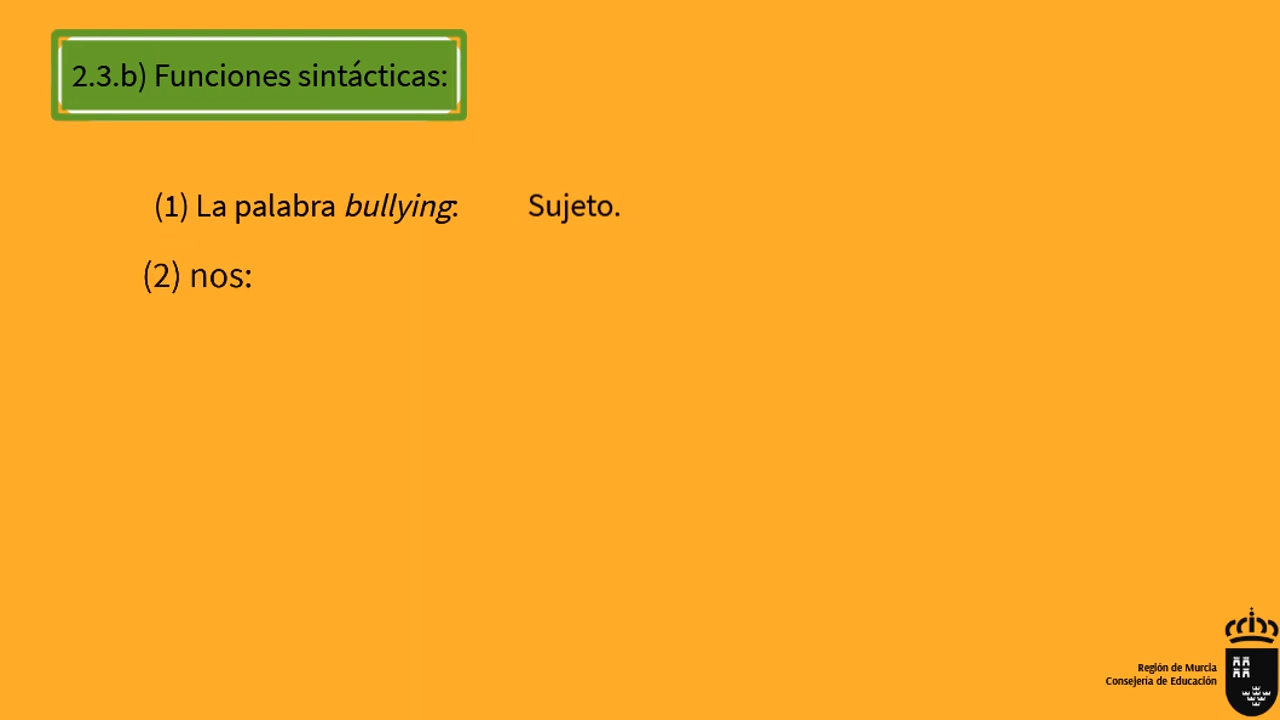 2.3.b) Funciones sintácticas:
(1) La palabra bullying: Sujeto.
(2) nos:
Región de Murcia
Consejería de Educación